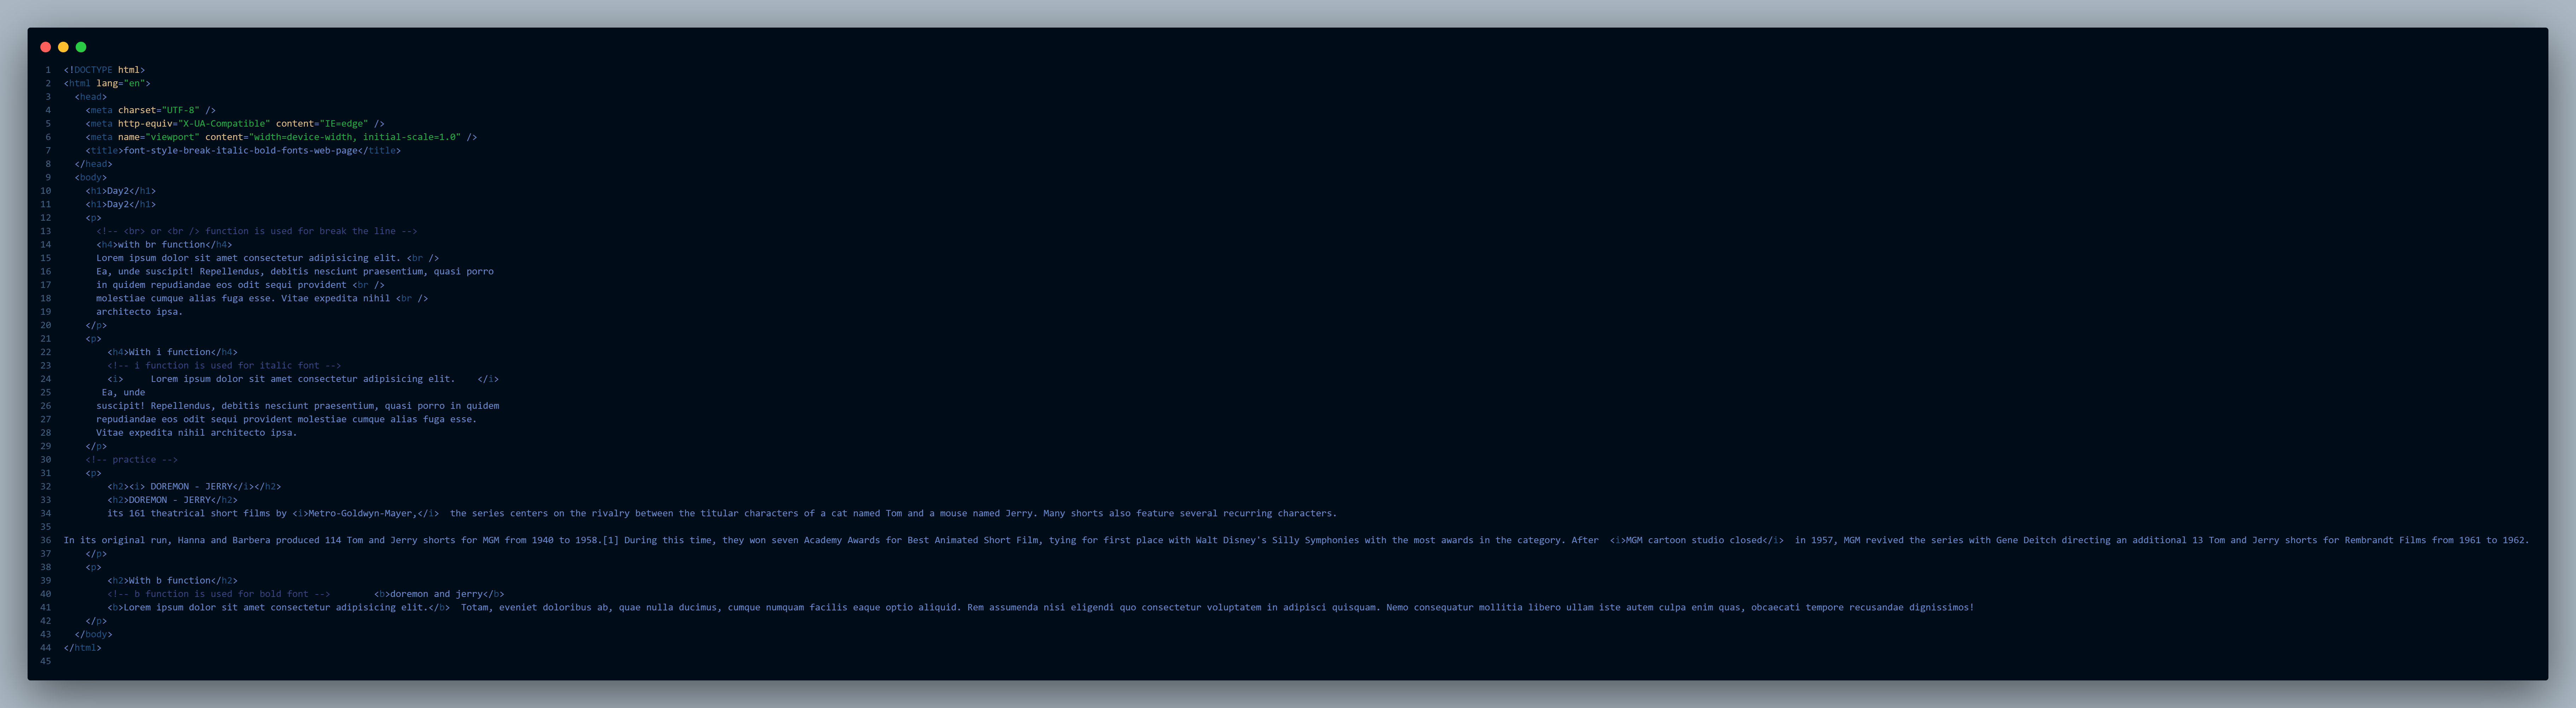 1 <!DOCTYPE html>
2 <html lang="en">
3   <head>
4     <meta charset="UTF-8" />
5     <meta http-equiv="X-UA-Compatible" content="IE=edge" />
6     <meta name="viewport" content="width=device-width, initial-scale=1.0" />
7     <title>font-style-break-italic-bold-fonts-web-page</title>
8   </head>
9   <body>
10     <h1>Day2</h1>
11     <h1>Day2</h1>
12     <p>
13       <!-- <br> or <br /> function is used for break the line -->
14       <h4>with br function</h4>
15       Lorem ipsum dolor sit amet consectetur adipisicing elit. <br />
16       Ea, unde suscipit! Repellendus, debitis nesciunt praesentium, quasi porro
17       in quidem repudiandae eos odit sequi provident <br />
18       molestiae cumque alias fuga esse. Vitae expedita nihil <br />
19       architecto ipsa.
20     </p>
21     <p>
22         <h4>With i function</h4>
23         <!-- i function is used for italic font -->
24         <i>     Lorem ipsum dolor sit amet consectetur adipisicing elit.    </i>
25        Ea, unde
26       suscipit! Repellendus, debitis nesciunt praesentium, quasi porro in quidem
27       repudiandae eos odit sequi provident molestiae cumque alias fuga esse.
28       Vitae expedita nihil architecto ipsa.
29     </p>
30     <!-- practice -->
31     <p>
32         <h2><i> DOREMON - JERRY</i></h2>
33         <h2>DOREMON - JERRY</h2>
34         its 161 theatrical short films by <i>Metro-Goldwyn-Mayer,</i>  the series centers on the rivalry between the titular characters of a cat named Tom and a mouse named Jerry. Many shorts also feature several recurring characters.
35
36 In its original run, Hanna and Barbera produced 114 Tom and Jerry shorts for MGM from 1940 to 1958.[1] During this time, they won seven Academy Awards for Best Animated Short Film, tying for first place with Walt Disney's Silly Symphonies with the most awards in the category. After  <i>MGM cartoon studio closed</i>  in 1957, MGM revived the series with Gene Deitch directing an additional 13 Tom and Jerry shorts for Rembrandt Films from 1961 to 1962.
37     </p>
38     <p>
39         <h2>With b function</h2>
40         <!-- b function is used for bold font -->        <b>doremon and jerry</b>
41         <b>Lorem ipsum dolor sit amet consectetur adipisicing elit.</b>  Totam, eveniet doloribus ab, quae nulla ducimus, cumque numquam facilis eaque optio aliquid. Rem assumenda nisi eligendi quo consectetur voluptatem in adipisci quisquam. Nemo consequatur mollitia libero ullam iste autem culpa enim quas, obcaecati tempore recusandae dignissimos!
42     </p>
43   </body>
44 </html>
45